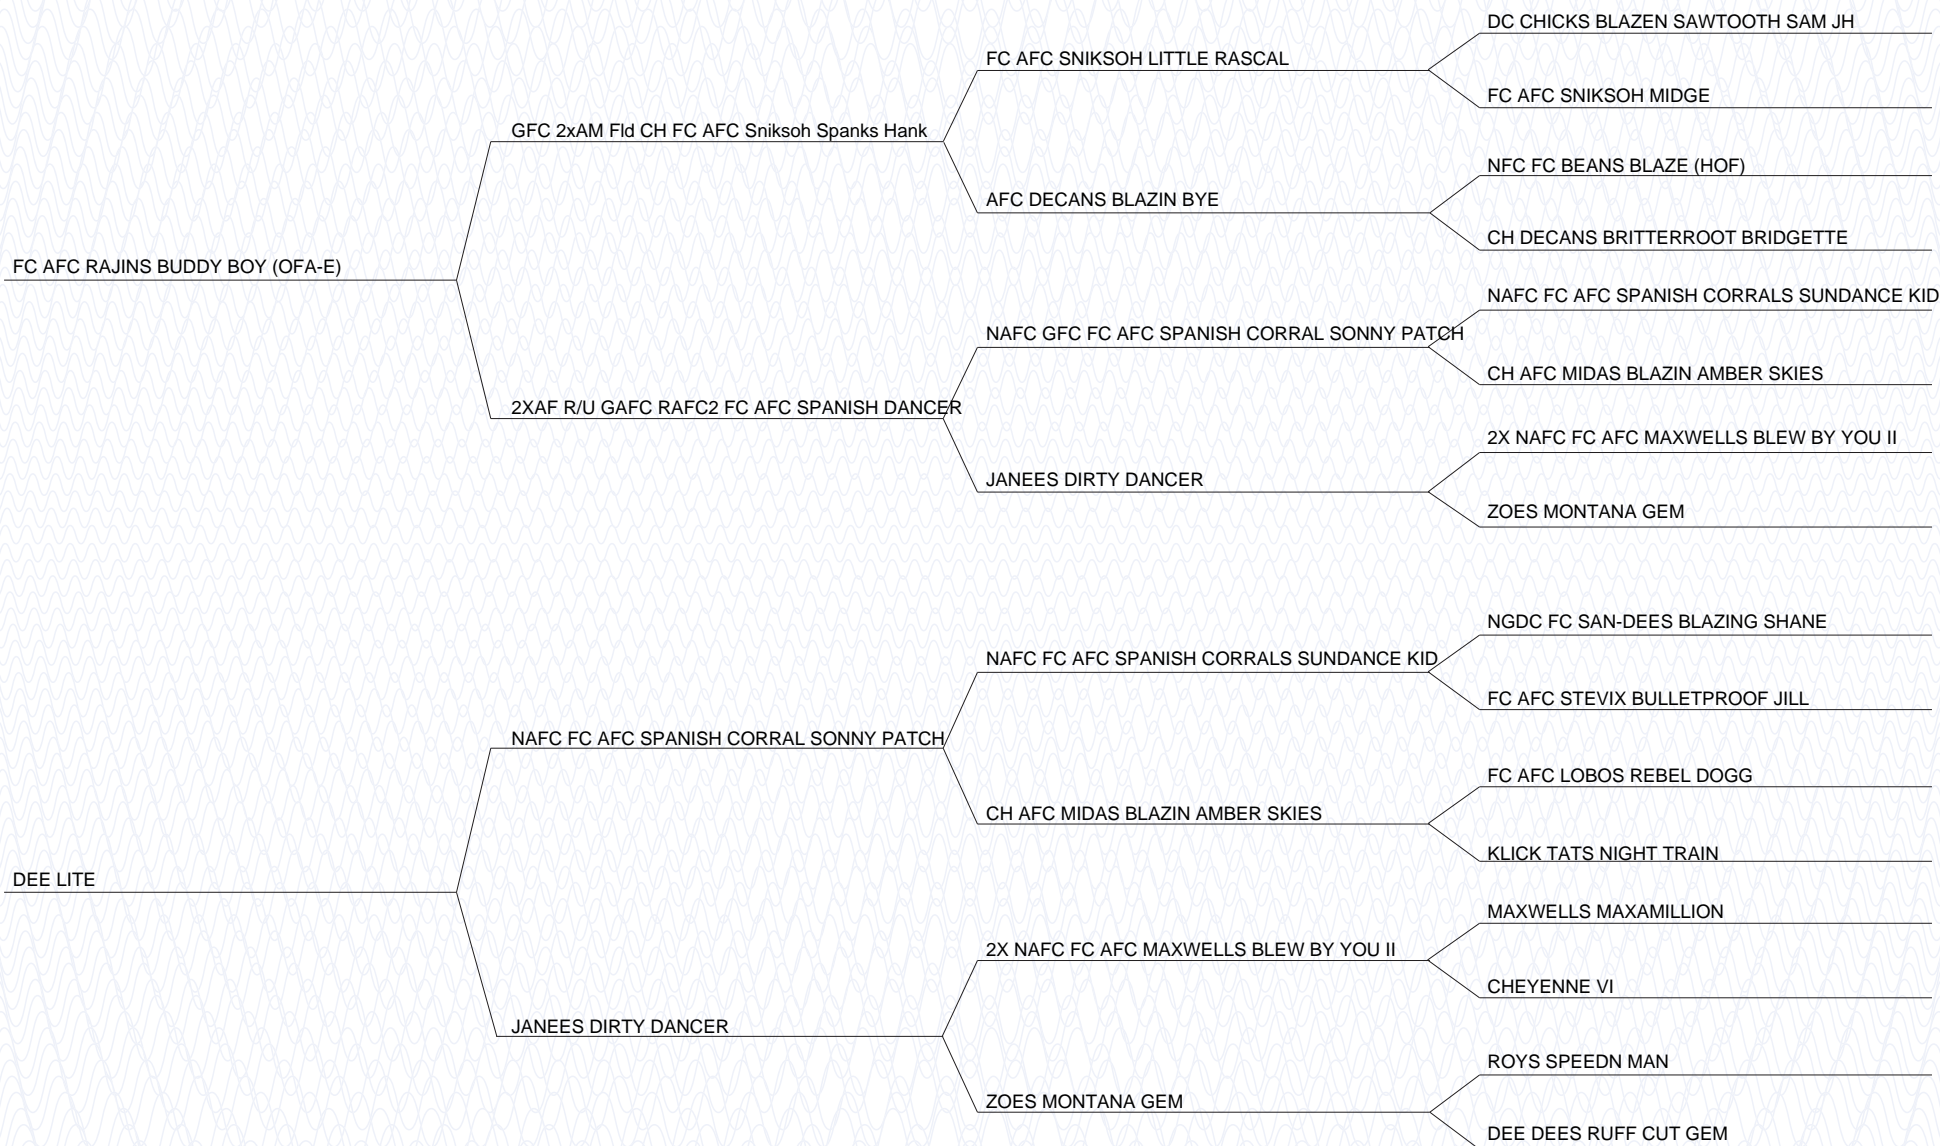 DC CHICKS BLAZEN SAWTOOTH SAM JH
FC AFC SNIKSOH LITTLE RASCAL
FC AFC SNIKSOH MIDGE
GFC 2xAM Fld CH FC AFC Sniksoh Spanks Hank
NFC FC BEANS BLAZE (HOF)
AFC DECANS BLAZIN BYE
CH DECANS BRITTERROOT BRIDGETTE
FC AFC RAJINS BUDDY BOY (OFA-E)
NAFC FC AFC SPANISH CORRALS SUNDANCE KID
NAFC GFC FC AFC SPANISH CORRAL SONNY PATCH
CH AFC MIDAS BLAZIN AMBER SKIES
2XAF R/U GAFC RAFC2 FC AFC SPANISH DANCER
2X NAFC FC AFC MAXWELLS BLEW BY YOU II
JANEES DIRTY DANCER
ZOES MONTANA GEM
NGDC FC SAN-DEES BLAZING SHANE
NAFC FC AFC SPANISH CORRALS SUNDANCE KID
FC AFC STEVIX BULLETPROOF JILL
NAFC FC AFC SPANISH CORRAL SONNY PATCH
FC AFC LOBOS REBEL DOGG
CH AFC MIDAS BLAZIN AMBER SKIES
KLICK TATS NIGHT TRAIN
DEE LITE
MAXWELLS MAXAMILLION
2X NAFC FC AFC MAXWELLS BLEW BY YOU II
CHEYENNE VI
JANEES DIRTY DANCER
ROYS SPEEDN MAN
ZOES MONTANA GEM
DEE DEES RUFF CUT GEM